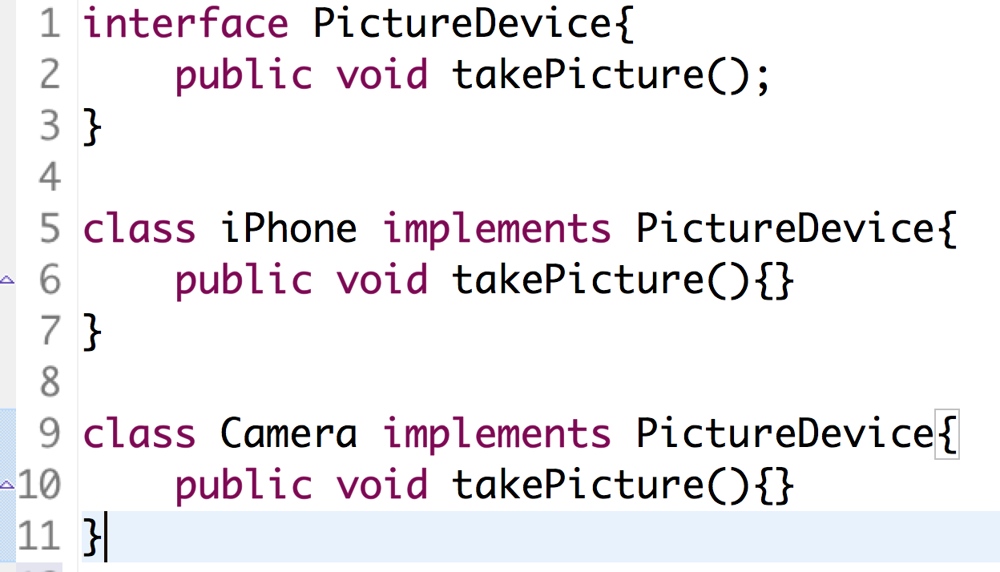 1 interface PictureDevice{
2     public void takePicture();
3 }
4
5 class iPhone implements PictureDevice{
6     public void takePicture(){}
7 }
8
9 class Camera implements PictureDevice{
10     public void takePicture(){}
11 }